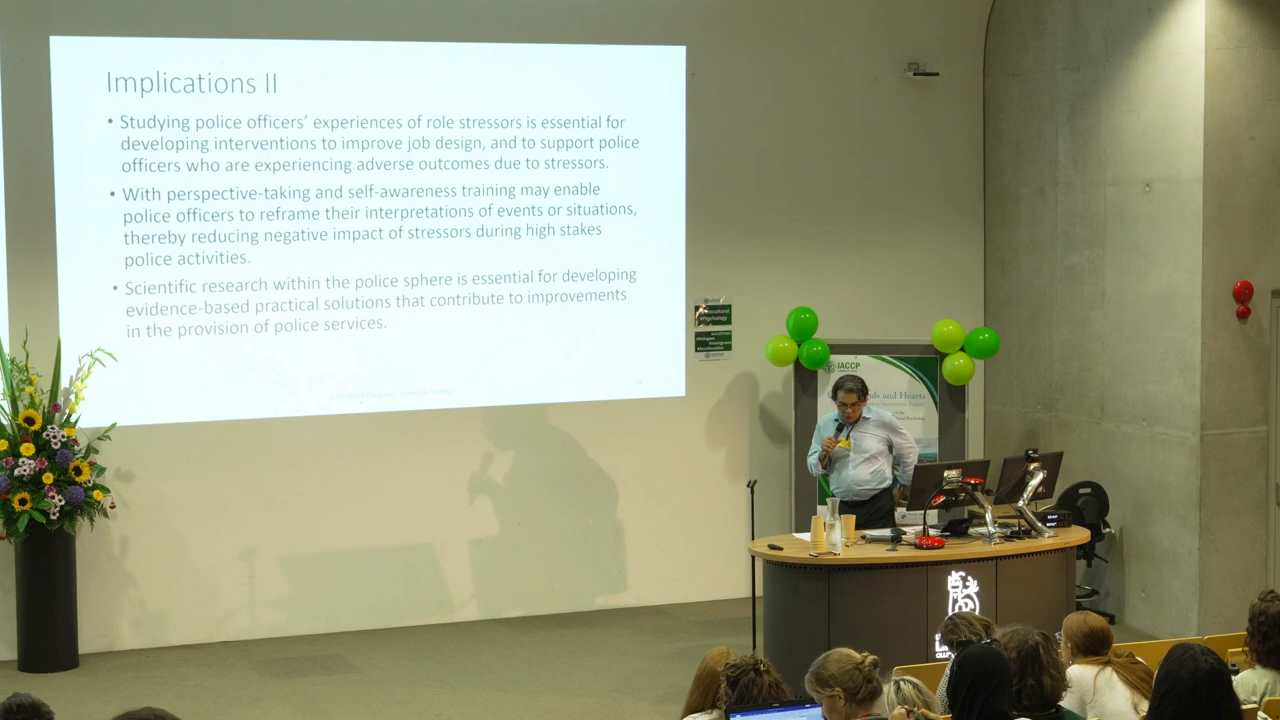 Implications II
• Studying police officers' experiences of role stressors is essential for
developing interventions to improve job design, and to support police
officers who are experiencing adverse outcomes due to stressors.
• With perspective-taking and self-awareness training may enable
police officers to reframe their interpretations of events or situations,
thereby reducing negative impact of stressors during high stakes
police activities.
• Scientific research within the police sphere is essential for developing
evidence-based practical solutions that contribute to improvements
in the provision of police services.
#Psychology
#Refugees
IACCP
and Hearts